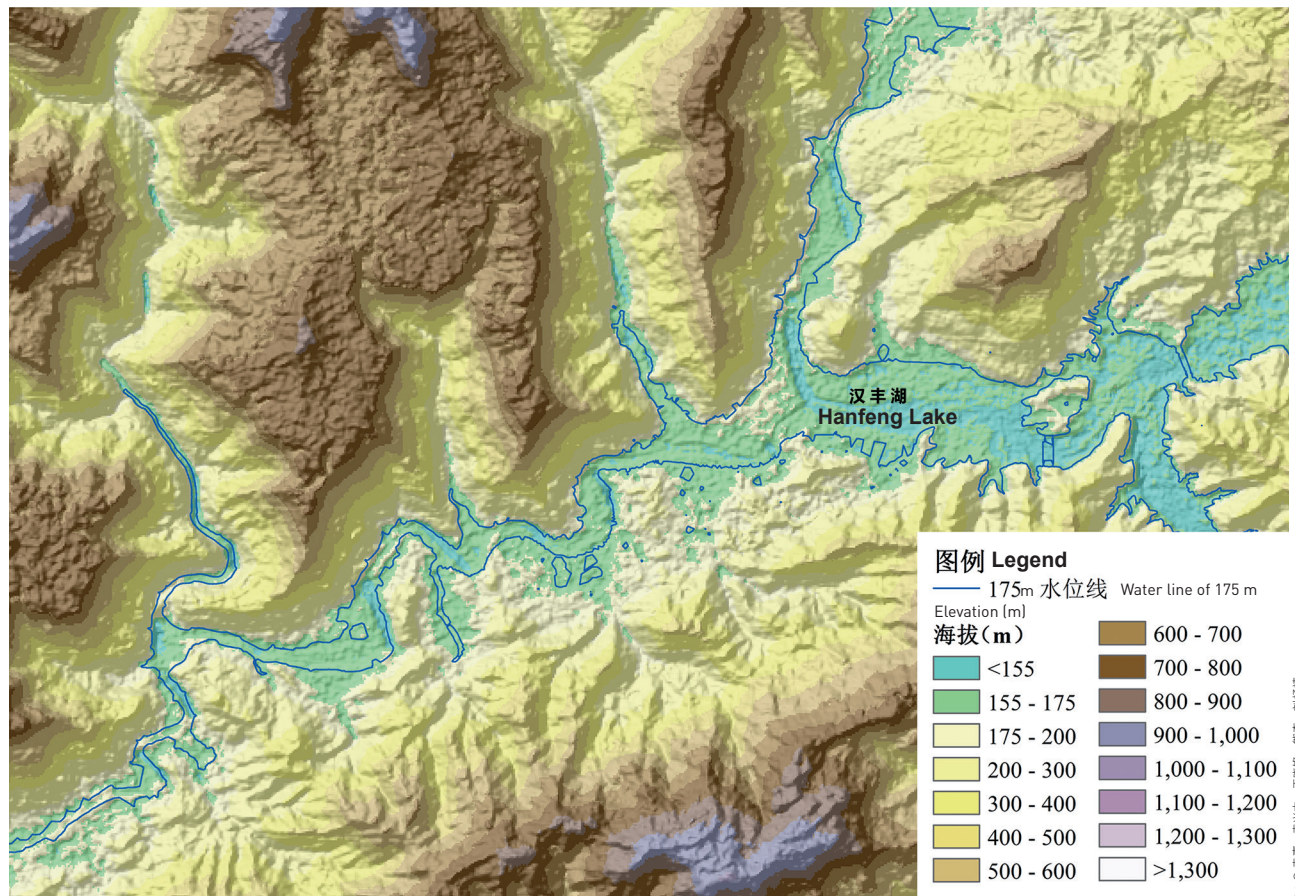 汉丰湖
Hanfeng Lake
图例 Legend
175m 水位线 Water line of 175 m
Elevation (m)
海拔(m)
<155
155 - 175
175 - 200
200 - 300
300 - 400
400 - 500
500 - 600
600 - 700
700 - 800
800 - 900
900 - 1,000
1,000 - 1,100
1,100 - 1,200
1,200 - 1,300
>1,300